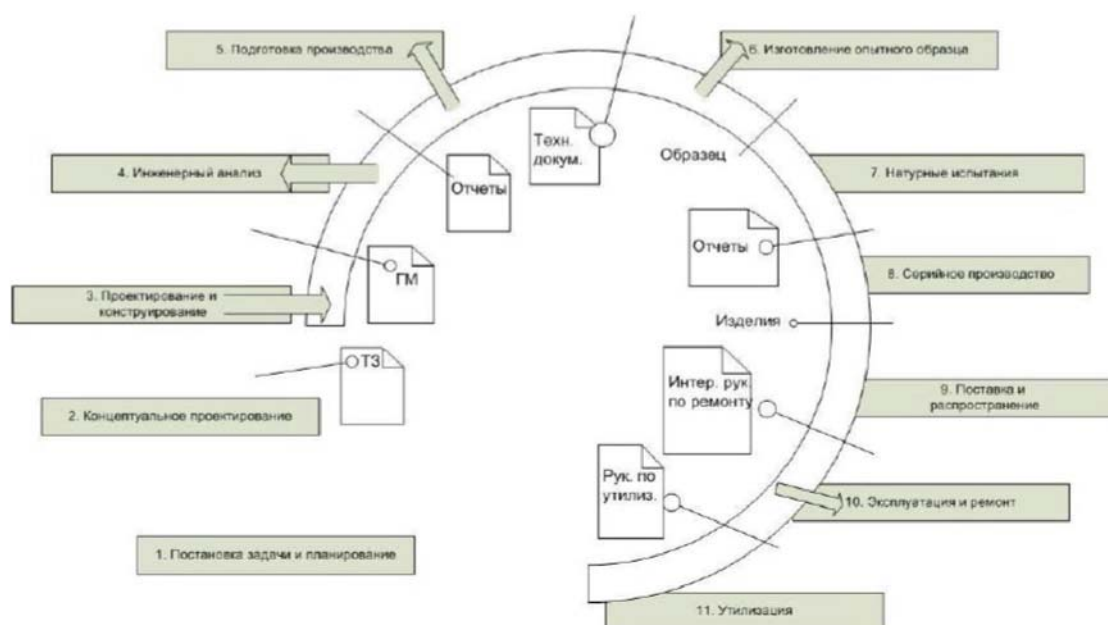 5. Подготовка производства
6. Изготовление опытного образца
Техн.
докум.
Образец
4. Инженерный анализ
Отчеты
7. Натурные испытания
Отчеты
ГМ
8. Серийное производство
3. Проектирование и
конструирование
Изделия
ТЗ
Интер. рук.
по ремонту
9. Поставка и
распространение
2. Концептуальное проектирование
Рук. по
утилиз.
10. Эксплуатация и ремонт
1. Постановка задачи и планирование
11. Утилизация